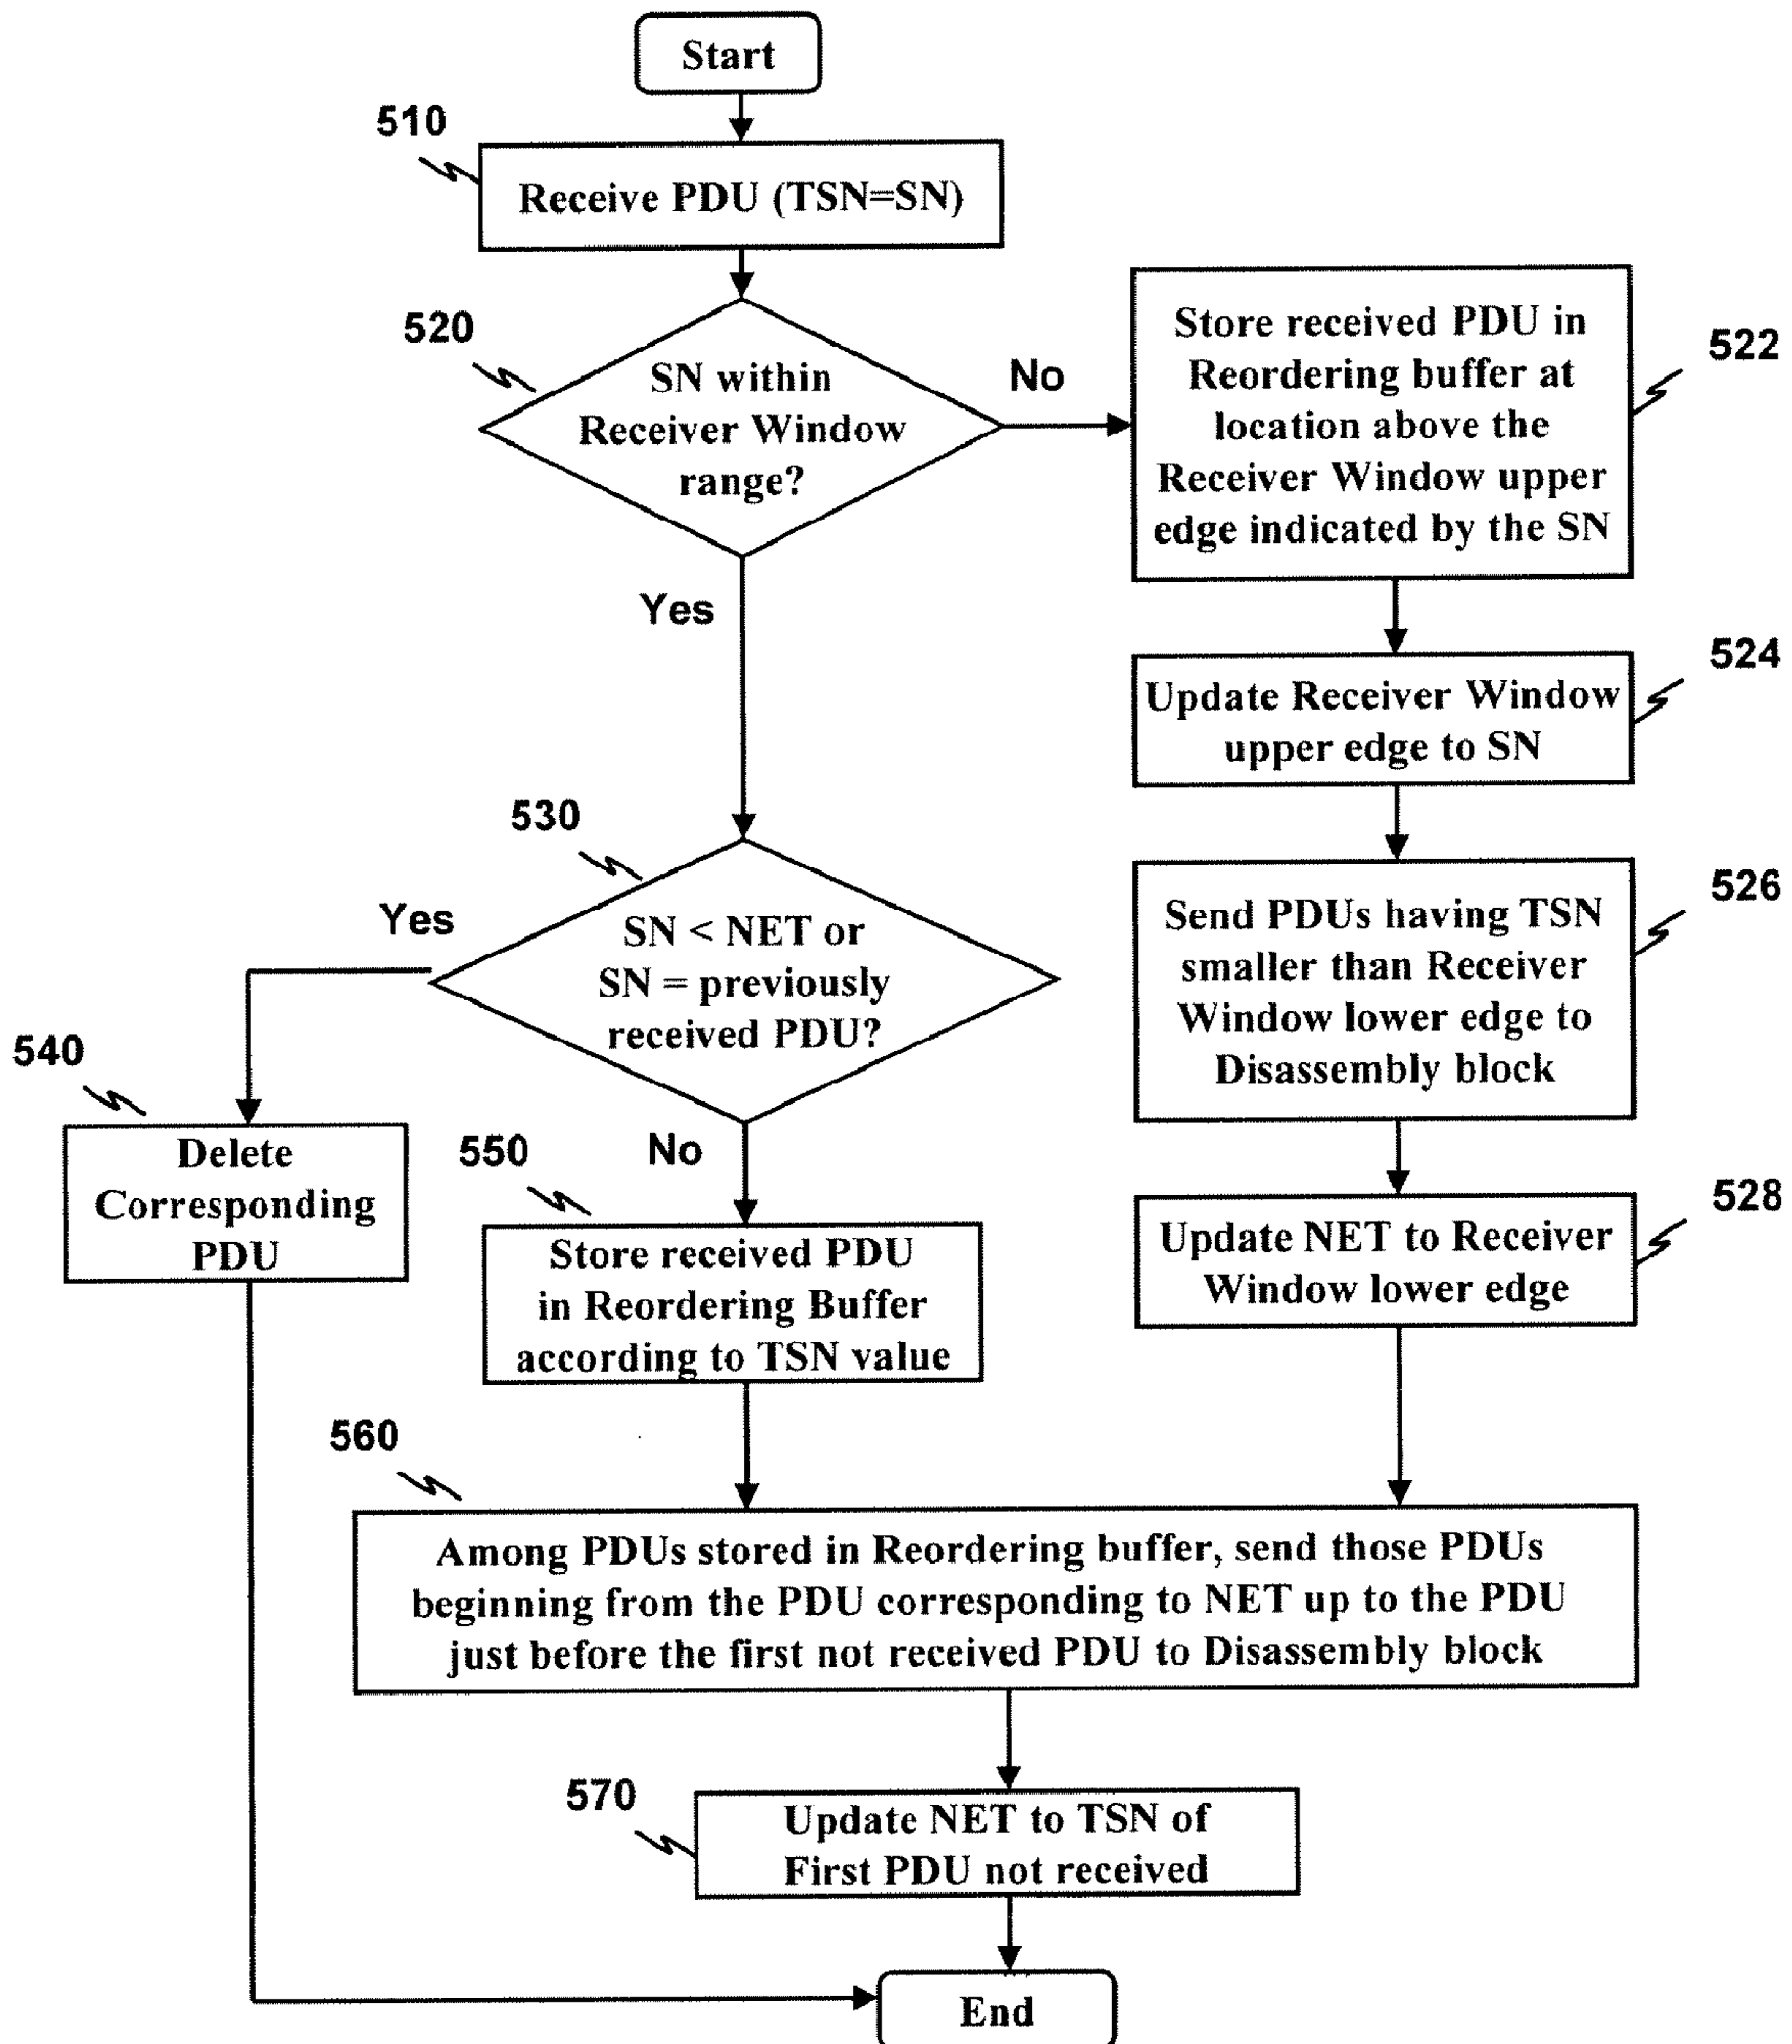 Start
510
Receive PDU (TSN=SN)
520
SN within
Receiver Window
range?
No
Yes
Store received PDU in
Reordering buffer at
location above the
Receiver Window upper
edge indicated by the SN
522
Update Receiver Window
upper edge to SN
524
Send PDUs having TSN
smaller than Receiver
Window lower edge to
Disassembly block
526
Update NET to Receiver
Window lower edge
528
530
SN < NET or
SN = previously
received PDU?
Yes
No
540
Delete
Corresponding
PDU
550
Store received PDU
in Reordering Buffer
according to TSN value
560
Among PDUs stored in Reordering buffer, send those PDUs
beginning from the PDU corresponding to NET up to the PDU
just before the first not received PDU to Disassembly block
570
Update NET to TSN of
First PDU not received
End